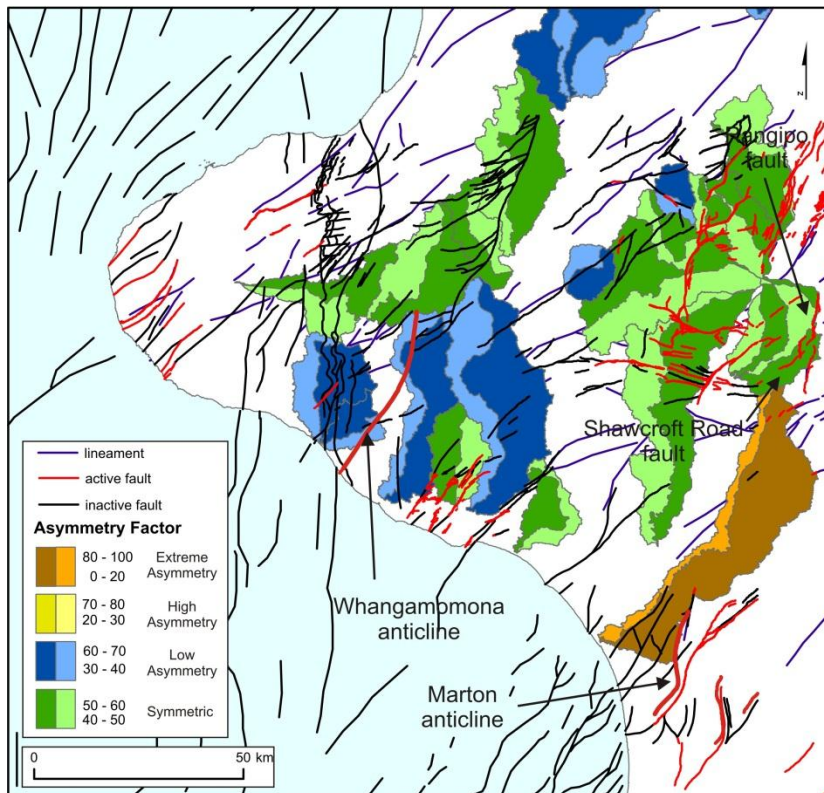 z
Rangipo
fault
Shawcroft Road
fault
lineament
active fault
inactive fault
Asymmetry Factor
80 - 100
0 - 20
Extreme
Asymmetry
70 - 80
20 - 30
High
Asymmetry
60 - 70
30 - 40
Low
Asymmetry
50 - 60
40 - 50
Symmetric
Whangamomona
anticline
Marton
anticline
0
50 km